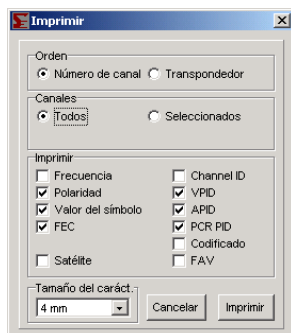 Imprimir
Orden
Número de canal Transpondedor
Canales
Todos Seleccionados
Imprimir
Frecuencia Channel ID
Polaridad VPID
Valor del símbolo APID
FEC PCR PID
Codificado
Satélite FAV
Tamaño del caráct.
4 mm Cancelar Imprimir